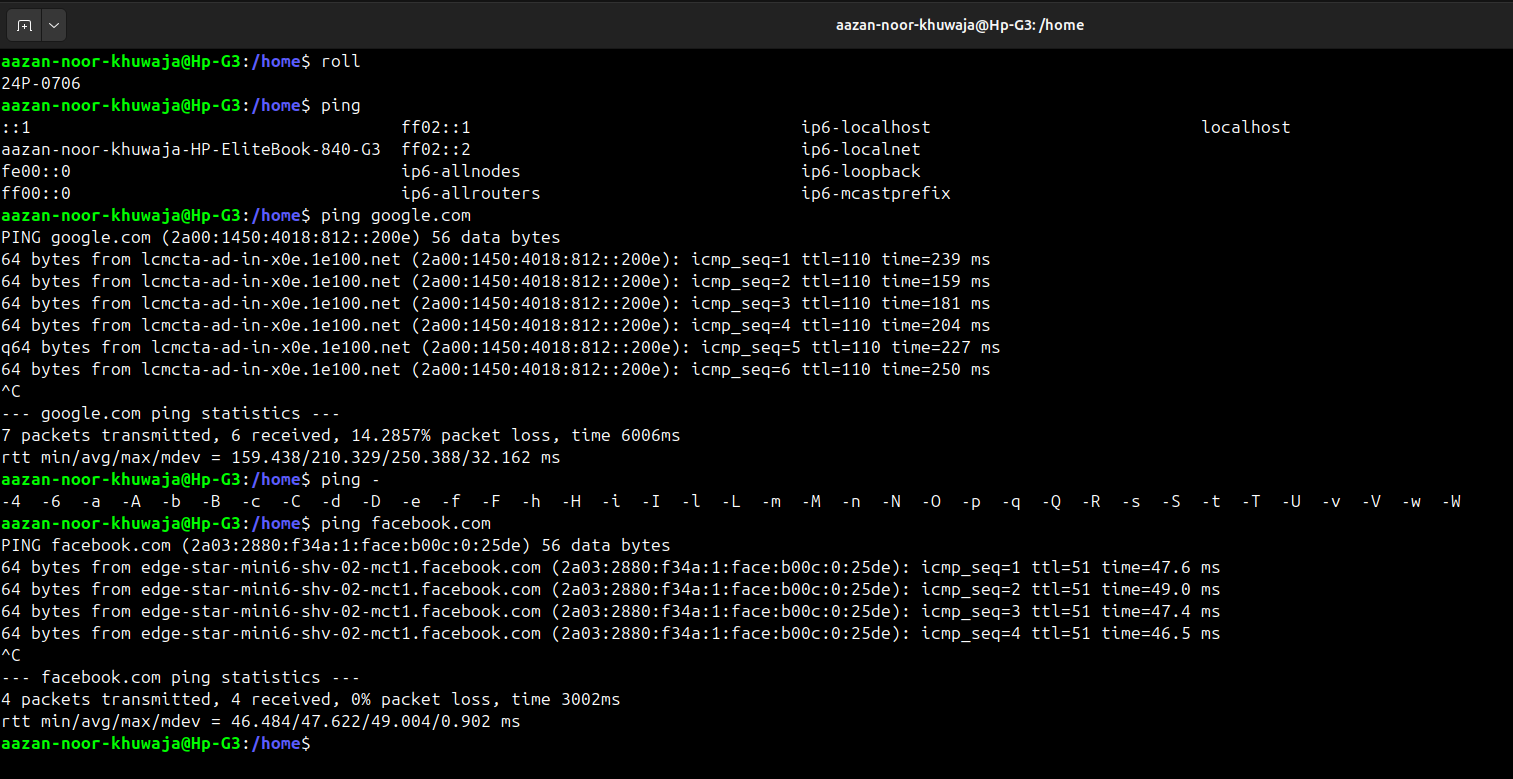 aazan-noor-khuwaja@Hp-G3: /home
aazan-noor-khuwaja@Hp-G3:/home$ roll
24P-0706
aazan-noor-khuwaja@Hp-G3:/home$ ping
::1 ff02::1 ip6-localhost localhost
aazan-noor-khuwaja-HP-EliteBook-840-G3 ff02::2 ip6-localnet
fe00::0 ip6-allnodes ip6-loopback
ff00::0 ip6-allrouters ip6-mcastprefix
aazan-noor-khuwaja@Hp-G3:/home$ ping google.com
PING google.com (2a00:1450:4018:812::200e) 56 data bytes
64 bytes from lcmcta-ad-in-x0e.1e100.net (2a00:1450:4018:812::200e): icmp_seq=1 ttl=110 time=239 ms
64 bytes from lcmcta-ad-in-x0e.1e100.net (2a00:1450:4018:812::200e): icmp_seq=2 ttl=110 time=159 ms
64 bytes from lcmcta-ad-in-x0e.1e100.net (2a00:1450:4018:812::200e): icmp_seq=3 ttl=110 time=181 ms
64 bytes from lcmcta-ad-in-x0e.1e100.net (2a00:1450:4018:812::200e): icmp_seq=4 ttl=110 time=204 ms
q64 bytes from lcmcta-ad-in-x0e.1e100.net (2a00:1450:4018:812::200e): icmp_seq=5 ttl=110 time=227 ms
64 bytes from lcmcta-ad-in-x0e.1e100.net (2a00:1450:4018:812::200e): icmp_seq=6 ttl=110 time=250 ms
^C
--- google.com ping statistics ---
7 packets transmitted, 6 received, 14.2857% packet loss, time 6006ms
rtt min/avg/max/mdev = 159.438/210.329/250.388/32.162 ms
aazan-noor-khuwaja@Hp-G3:/home$ ping -
-4 -6 -a -A -b -B -c -C -d -D -e -f -F -h -H -i -I -l -L -m -M -n -N -O -p -q -Q -R -s -S -t -T -U -v -V -w -W
aazan-noor-khuwaja@Hp-G3:/home$ ping facebook.com
PING facebook.com (2a03:2880:f34a:1:face:b00c:0:25de) 56 data bytes
64 bytes from edge-star-mini6-shv-02-mct1.facebook.com (2a03:2880:f34a:1:face:b00c:0:25de): icmp_seq=1 ttl=51 time=47.6 ms
64 bytes from edge-star-mini6-shv-02-mct1.facebook.com (2a03:2880:f34a:1:face:b00c:0:25de): icmp_seq=2 ttl=51 time=49.0 ms
64 bytes from edge-star-mini6-shv-02-mct1.facebook.com (2a03:2880:f34a:1:face:b00c:0:25de): icmp_seq=3 ttl=51 time=47.4 ms
64 bytes from edge-star-mini6-shv-02-mct1.facebook.com (2a03:2880:f34a:1:face:b00c:0:25de): icmp_seq=4 ttl=51 time=46.5 ms
^C
--- facebook.com ping statistics ---
4 packets transmitted, 4 received, 0% packet loss, time 3002ms
rtt min/avg/max/mdev = 46.484/47.622/49.004/0.902 ms
aazan-noor-khuwaja@Hp-G3:/home$